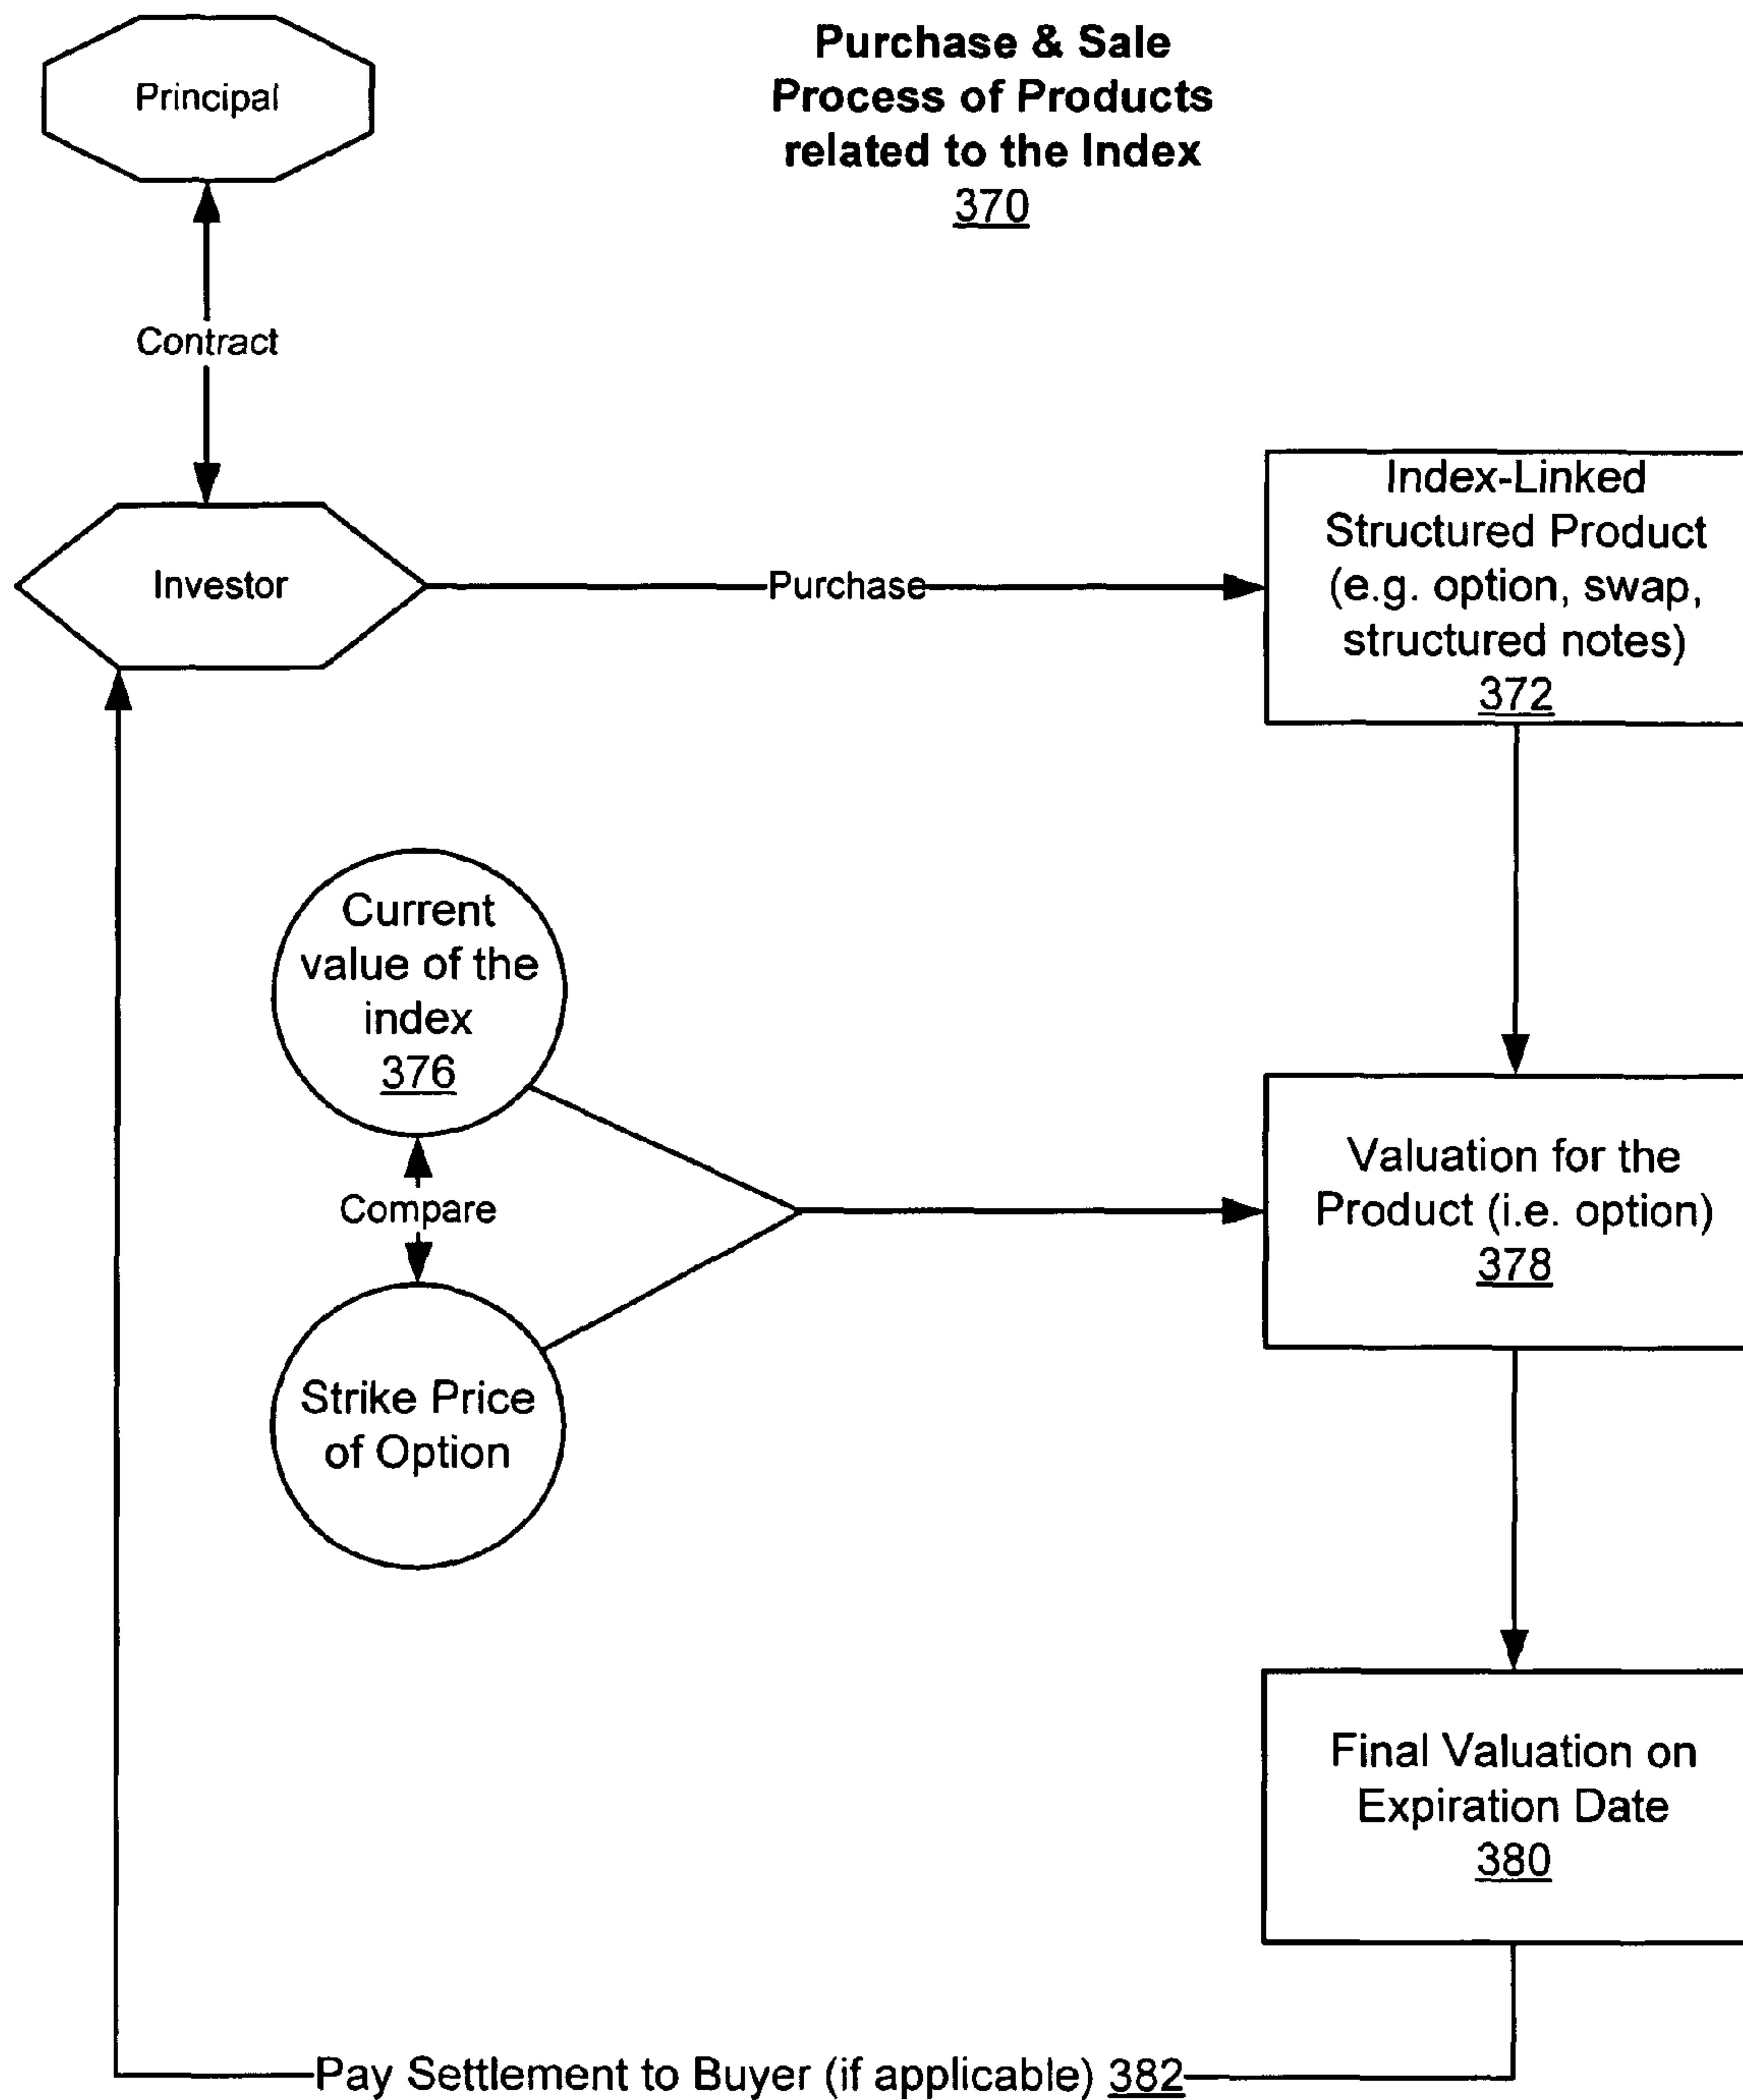 Principal
Purchase & Sale
Process of Products
related to the Index
370
Contract
Investor
Purchase
Index-Linked
Structured Product
(e.g. option, swap,
structured notes)
372
Current
value of the
index
376
Compare
Strike Price
of Option
Valuation for the
Product (i.e. option)
378
Final Valuation on
Expiration Date
380
Pay Settlement to Buyer (if applicable) 382